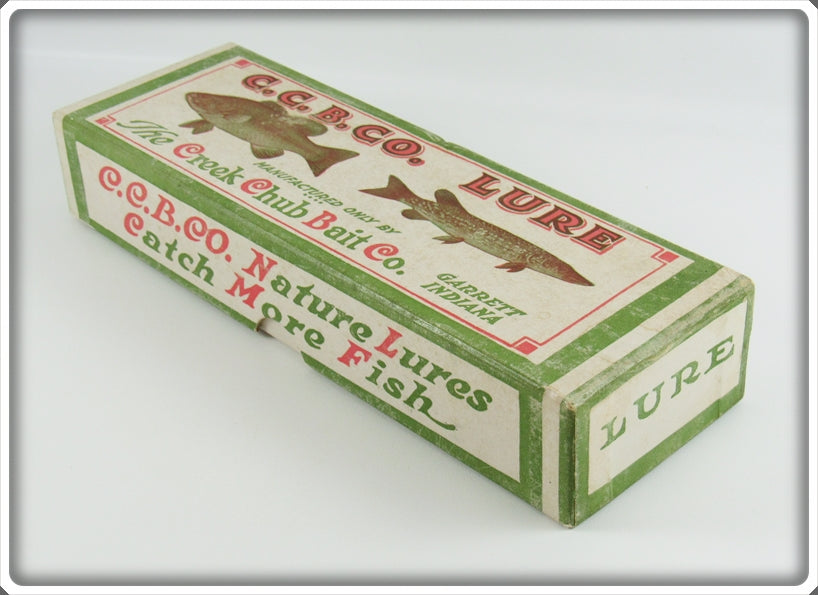 C.C.B.CO. LURE
MANUFACTURED ONLY BY
The Creek Chub Bait Co.
GARRETT
INDIANA
C.C.B.CO. Nature Lures
Catch More Fish
LURE